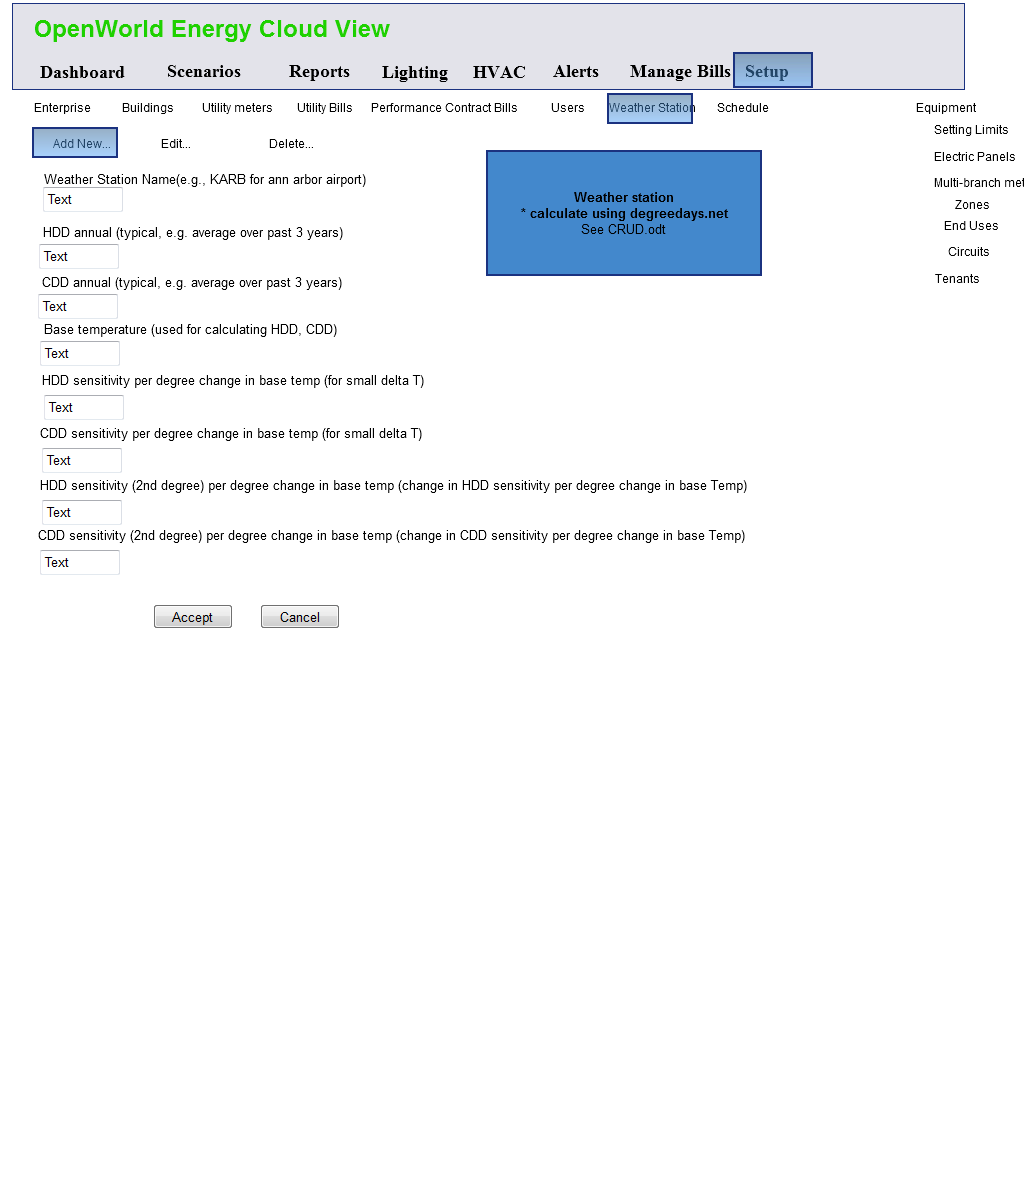 OpenWorld Energy Cloud View
Dashboard Scenarios Reports Lighting HVAC Alerts Manage Bills Setup
Enterprise Buildings Utility meters Utility Bills Performance Contract Bills Users Weather Station Schedule Equipment
Setting Limits
Electric Panels
Multi-branch met
Zones
End Uses
Circuits
Tenants
Add New... Edit... Delete...
Weather Station Name(e.g., KARB for ann arbor airport)
Text
HDD annual (typical, e.g. average over past 3 years)
Text
CDD annual (typical, e.g. average over past 3 years)
Text
Base temperature (used for calculating HDD, CDD)
Text
HDD sensitivity per degree change in base temp (for small delta T)
Text
CDD sensitivity per degree change in base temp (for small delta T)
Text
HDD sensitivity (2nd degree) per degree change in base temp (change in HDD sensitivity per degree change in base Temp)
Text
CDD sensitivity (2nd degree) per degree change in base temp (change in CDD sensitivity per degree change in base Temp)
Text
Weather station
* calculate using degreedays.net
See CRUD.odt
Accept Cancel